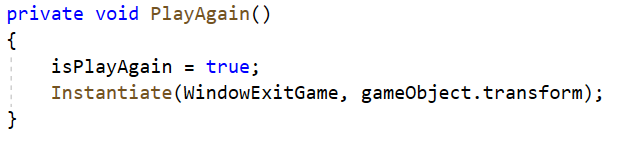 private void PlayAgain()
{
    isPlayAgain = true;
    Instantiate(WindowExitGame, gameObject.transform);
}